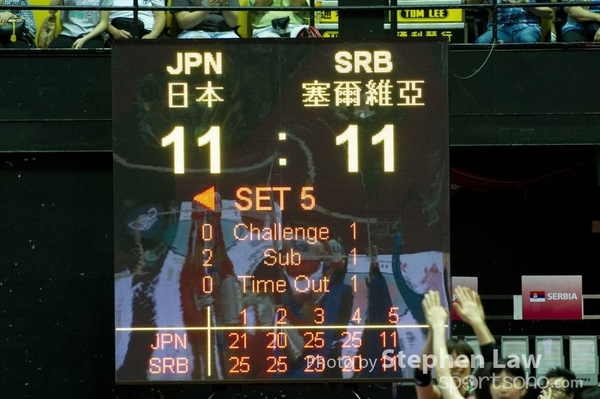 TOM LEE
JPN SRB
日本 塞爾維亞
11 : 11
SET 5
0 Challenge 1
2 Sub 1
0 Time Out 1
1 2 3 4 5
JPN 21 20 25 25 11
SRB 25 25 23 20 11
SERBIA
Photo by Stephen Law
sportsoho.com